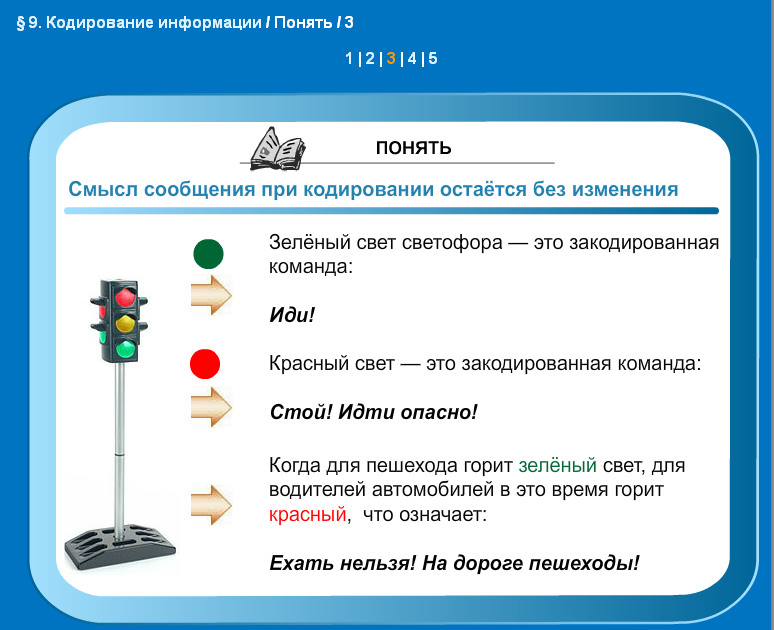 § 9. Кодирование информации / Понять / 3
1 | 2 | 3 | 4 | 5
ПОНЯТЬ
Смысл сообщения при кодировании остаётся без изменения
Зелёный свет светофора — это закодированная
команда:
Иди!
Красный свет — это закодированная команда:
Стой! Идти опасно!
Когда для пешехода горит зелёный свет, для
водителей автомобилей в это время горит
красный, что означает:
Ехать нельзя! На дороге пешеходы!